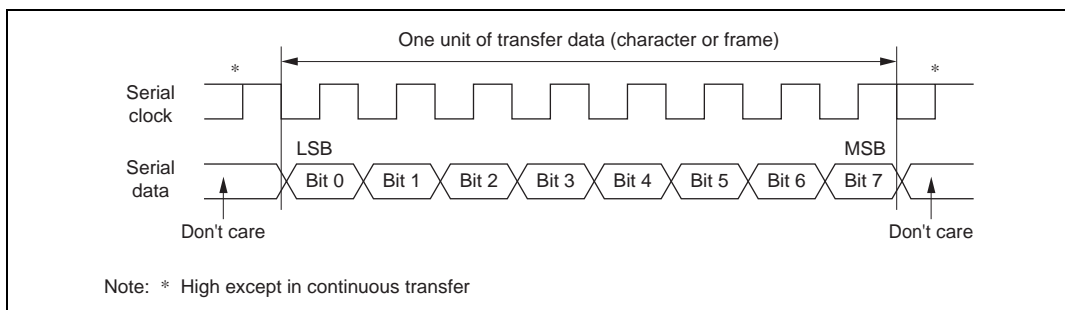 One unit of transfer data (character or frame)
* *
Serial
clock
LSB MSB
Serial
data
Bit 0 Bit 1 Bit 2 Bit 3 Bit 4 Bit 5 Bit 6 Bit 7
Don't care Don't care
Note: * High except in continuous transfer